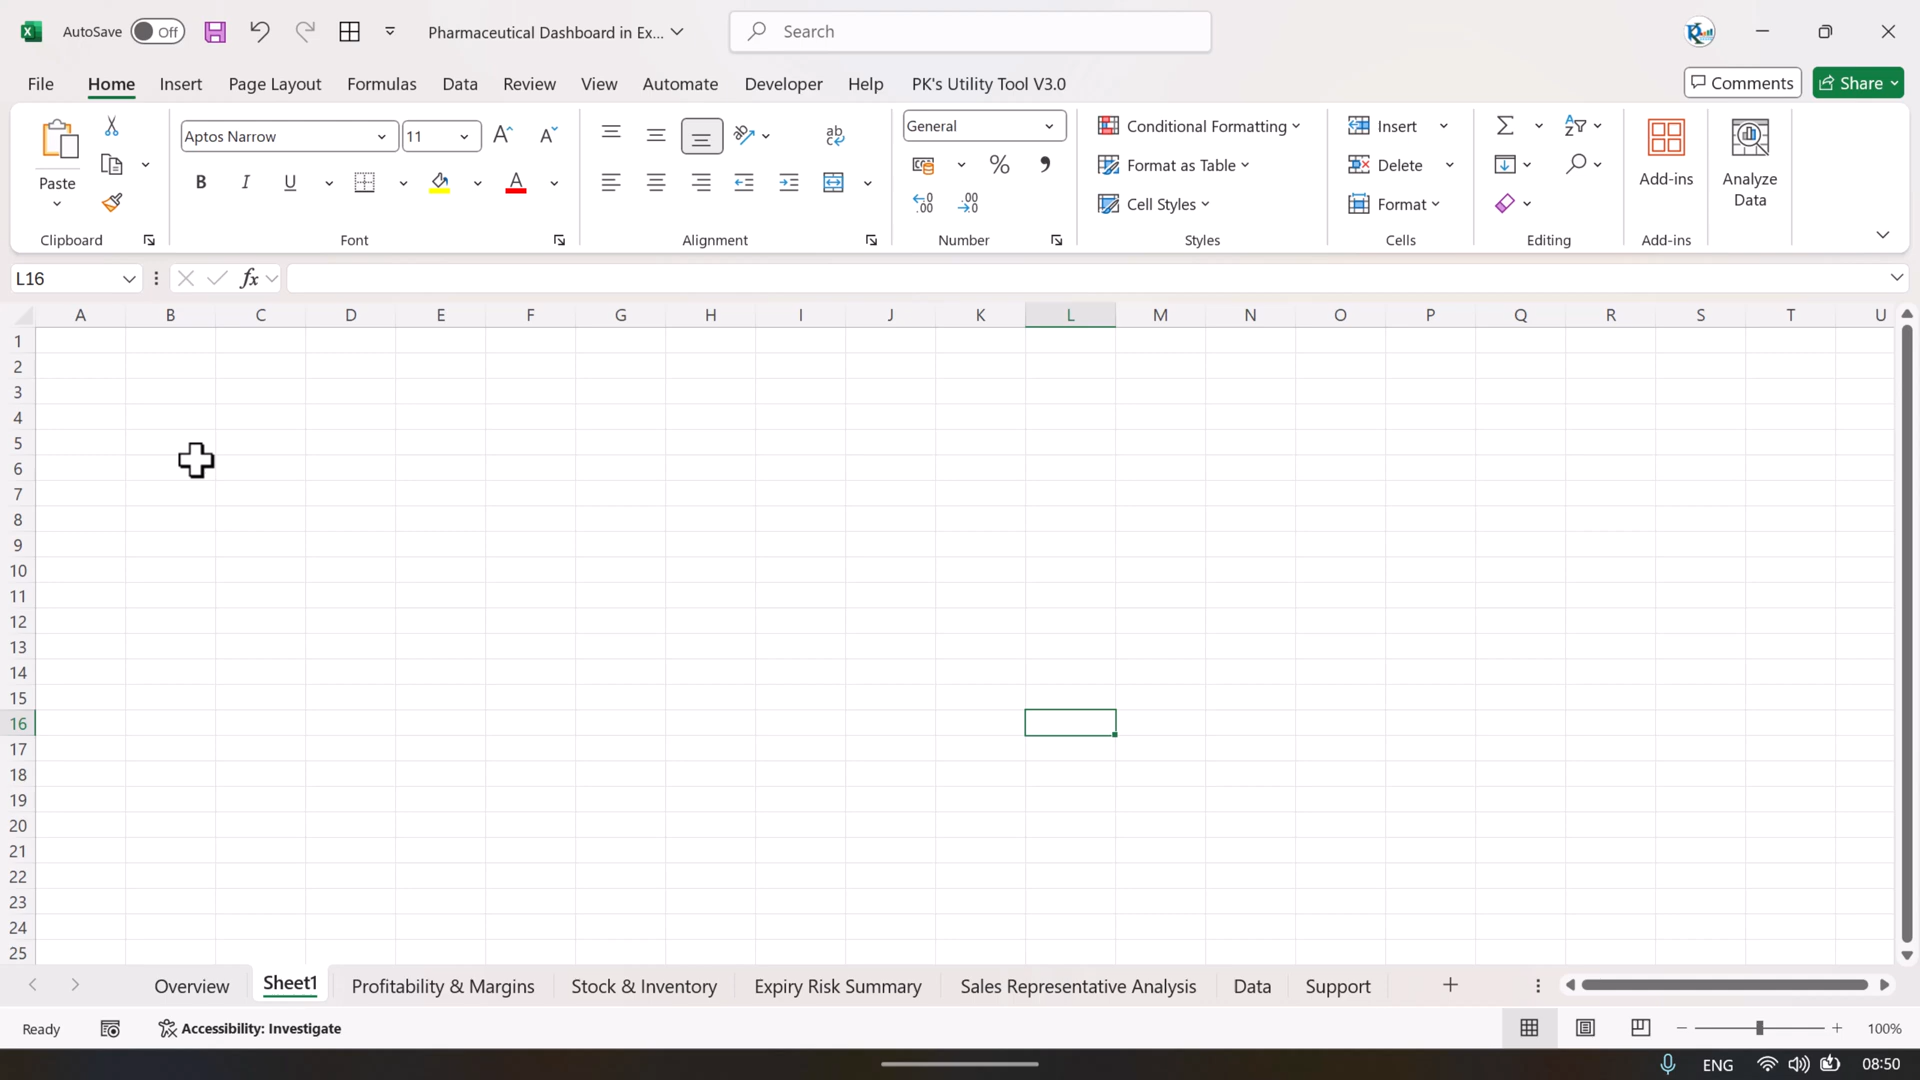 AutoSave Off Pharmaceutical Dashboard in Ex... Search
File Home Insert Page Layout Formulas Data Review View Automate Developer Help PK's Utility Tool V3.0 Comments Share
Aptos Narrow 11 ab General Conditional Formatting Insert
Paste B I U A % Format as Table Delete Add-ins Analyze Data
Cell Styles Format
Clipboard Font Alignment Number Styles Cells Editing Add-ins
L16 fx
A B C D E F G H I J K L M N O P Q R S T U
1
2
3
4
5
6
7
8
9
10
11
12
13
14
15
16
17
18
19
20
21
22
23
24
25
Overview Sheet1 Profitability & Margins Stock & Inventory Expiry Risk Summary Sales Representative Analysis Data Support
Ready Accessibility: Investigate 100%
ENG 08:50